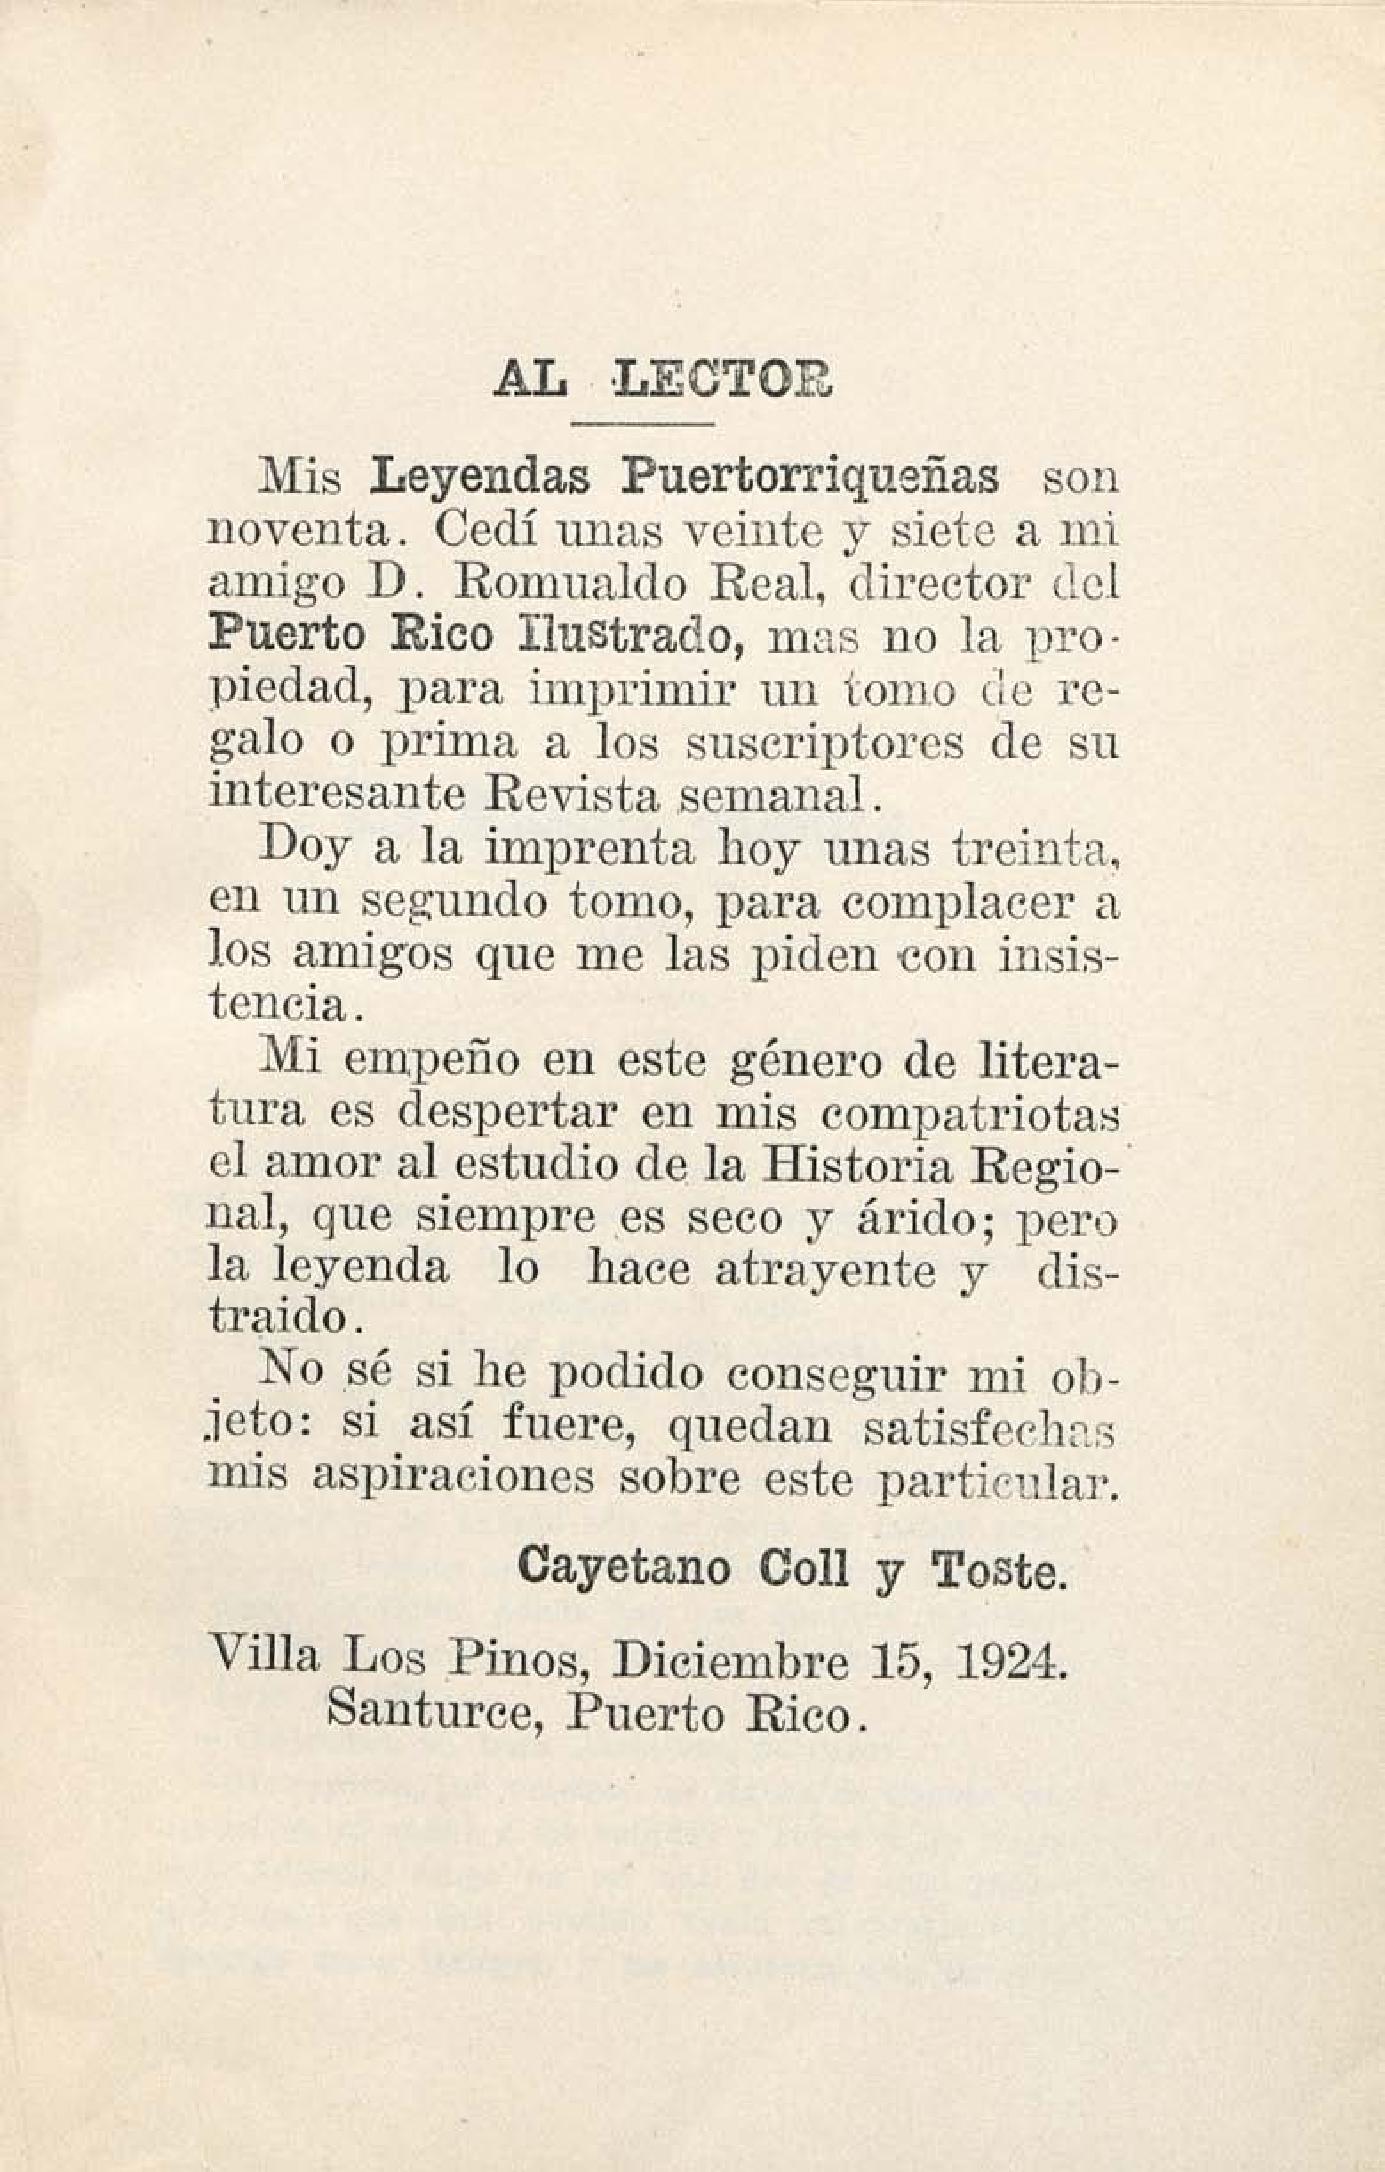 AL LECTOR
Mis Leyendas Puertorriqueñas son
noventa. Cedí unas veinte y siete a mi
amigo D. Romualdo Real, director del
Puerto Rico Ilustrado, mas no la pro-
piedad, para imprimir un tomo de re-
galo o prima a los suscriptores de su
interesante Revista semanal.
Doy a la imprenta hoy unas treinta,
en un segundo tomo, para complacer a
los amigos que me las piden con insis-
tencia.
Mi empeño en este género de litera-
tura es despertar en mis compatriotas
el amor al estudio de la Historia Regio-
nal, que siempre es seco y árido; pero
la leyenda lo hace atrayente y dis-
traido.
No sé si he podido conseguir mi ob-
jeto: si así fuere, quedan satisfechas
mis aspiraciones sobre este particular.
Cayetano Coll y Toste.
Villa Los Pinos, Diciembre 15, 1924.
Santurce, Puerto Rico.